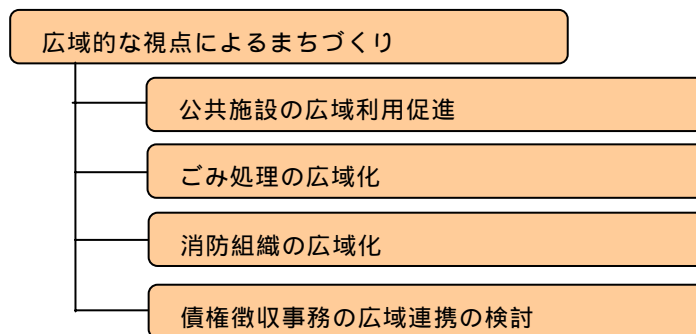 広域的な視点によるまちづくり
公共施設の広域利用促進
ごみ処理の広域化
消防組織の広域化
債権徴収事務の広域連携の検討